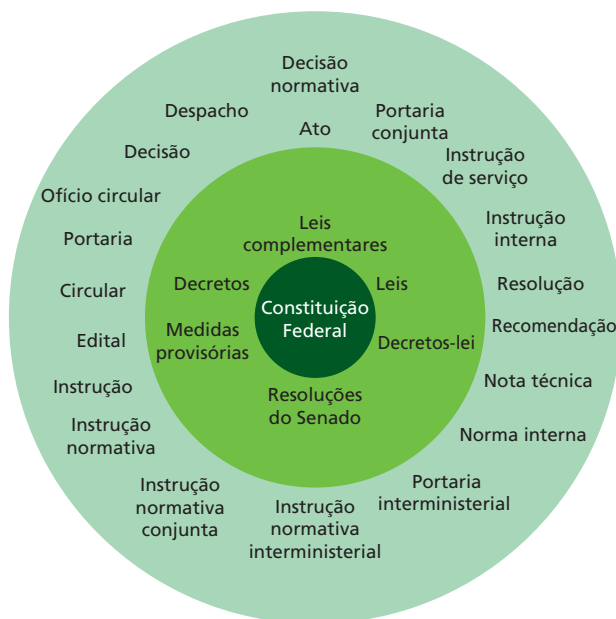 Decisão
normativa
Despacho
Ato
Portaria
conjunta
Decisão
Instrução
de serviço
Ofício circular
Instrução
interna
Portaria
Leis
complementares
Circular
Decretos
Leis
Resolução
Constituição
Federal
Edital
Medidas
provisórias
Decretos-lei
Recomendação
Instrução
Resoluções
do Senado
Nota técnica
Instrução
normativa
Norma interna
Instrução
normativa
conjunta
Instrução
normativa
interministerial
Portaria
interministerial